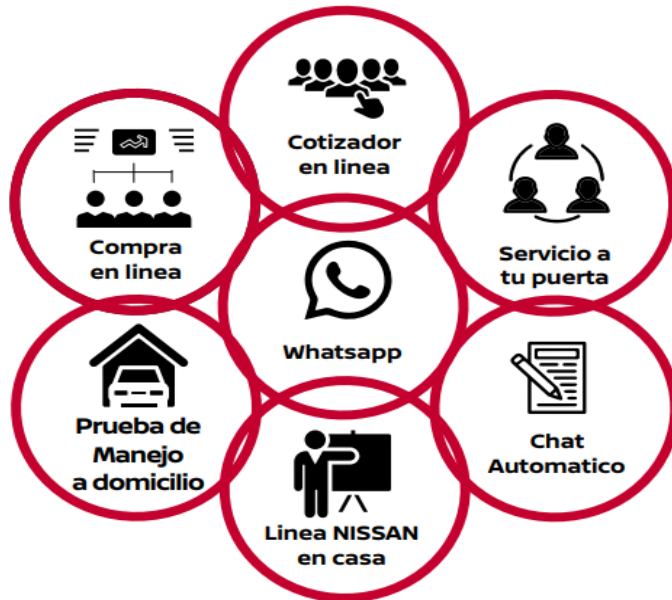 Cotizador
en linea
Compra
en linea
Servicio a
tu puerta
Whatsapp
Prueba de
Manejo
a domicilio
Chat
Automatico
Linea NISSAN
en casa